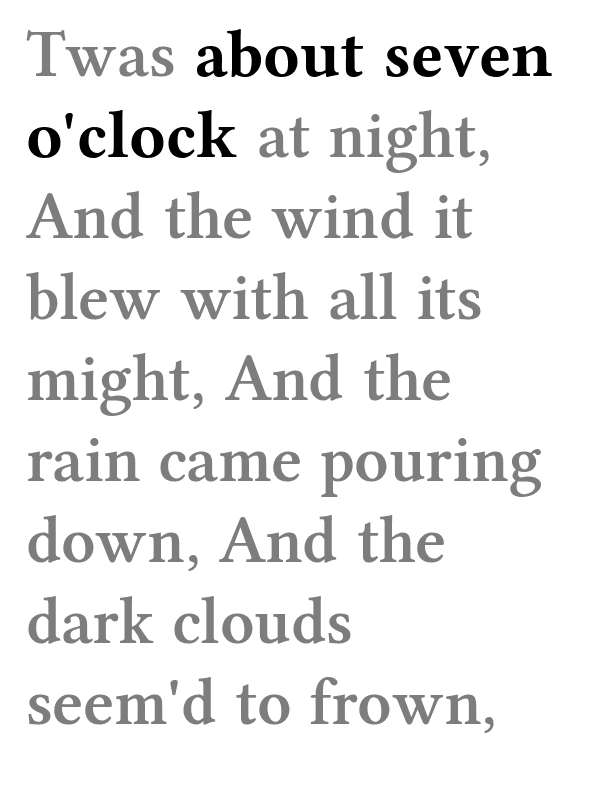 Twas about seven
o'clock at night,
And the wind it
blew with all its
might, And the
rain came pouring
down, And the
dark clouds
seem'd to frown,